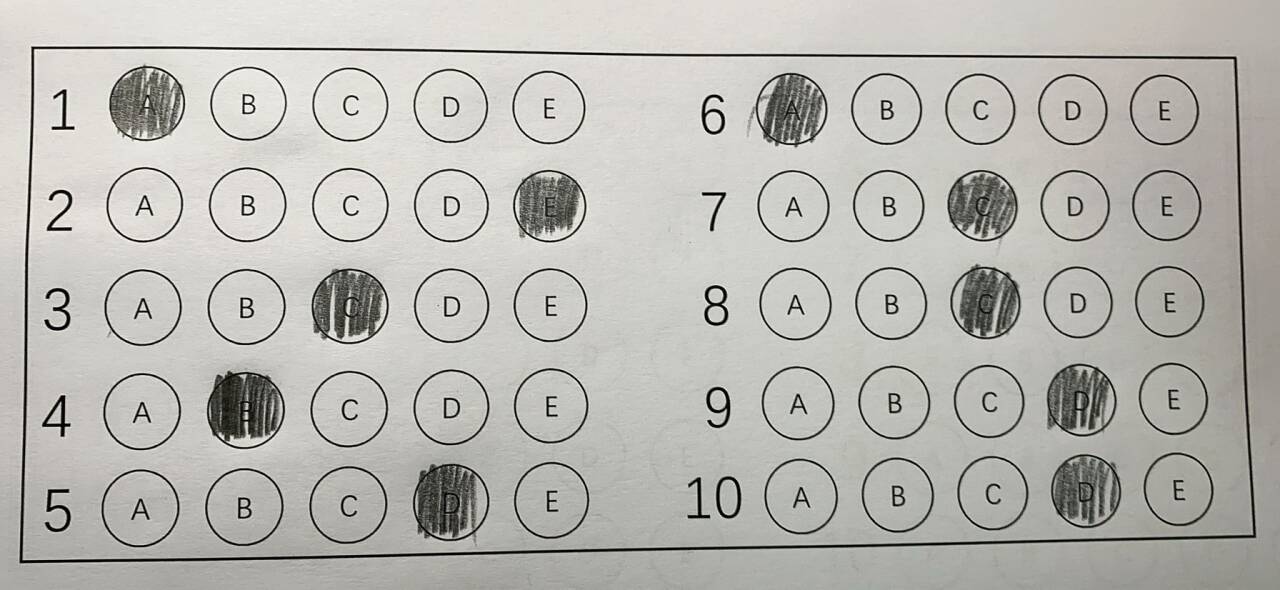 1 A B C D E 6 A B C D E
2 A B C D E 7 A B C D E
3 A B C D E 8 A B C D E
4 A B C D E 9 A B C D E
5 A B C D E 10 A B C D E